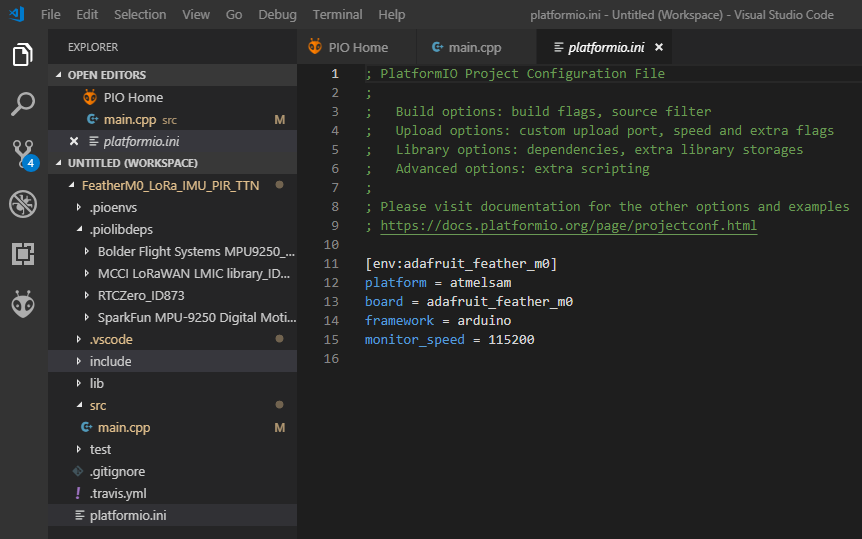 File Edit Selection View Go Debug Terminal Help platformio.ini - Untitled (Workspace) - Visual Studio Code
EXPLORER
OPEN EDITORS
PIO Home
main.cpp src M
platformio.ini
UNTITLED (WORKSPACE)
FeatherM0_LoRa_IMU_PIR_TTN
.pioenvs
.piolibdeps
Bolder Flight Systems MPU9250_...
MCCI LoRaWAN LMIC library_ID...
RTCZero_ID873
SparkFun MPU-9250 Digital Moti...
.vscode
include
lib
src
main.cpp M
test
.gitignore
.travis.yml
platformio.ini
4
PIO Home main.cpp platformio.ini
1 ; PlatformIO Project Configuration File
2 ;
3 ;   Build options: build flags, source filter
4 ;   Upload options: custom upload port, speed and extra flags
5 ;   Library options: dependencies, extra library storages
6 ;   Advanced options: extra scripting
7 ;
8 ; Please visit documentation for the other options and examples
9 ; https://docs.platformio.org/page/projectconf.html
10
11 [env:adafruit_feather_m0]
12 platform = atmelsam
13 board = adafruit_feather_m0
14 framework = arduino
15 monitor_speed = 115200
16